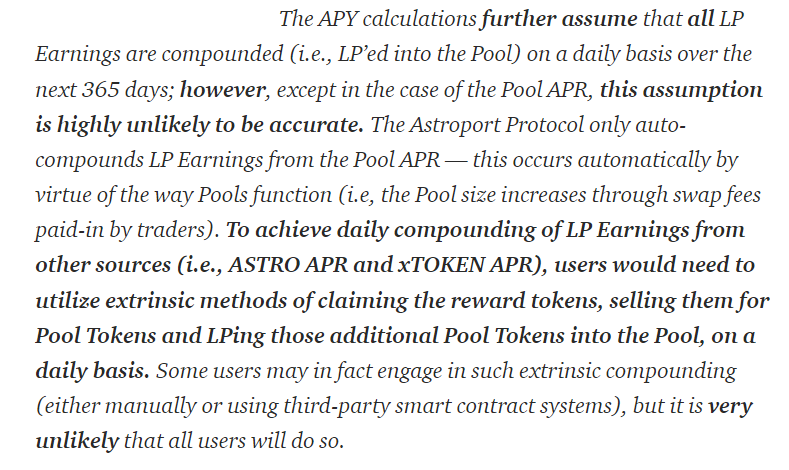 The APY calculations further assume that all LP
Earnings are compounded (i.e., LP’ed into the Pool) on a daily basis over the
next 365 days; however, except in the case of the Pool APR, this assumption
is highly unlikely to be accurate. The Astroport Protocol only auto-
compounds LP Earnings from the Pool APR — this occurs automatically by
virtue of the way Pools function (i.e, the Pool size increases through swap fees
paid-in by traders). To achieve daily compounding of LP Earnings from
other sources (i.e., ASTRO APR and xTOKEN APR), users would need to
utilize extrinsic methods of claiming the reward tokens, selling them for
Pool Tokens and LPing those additional Pool Tokens into the Pool, on a
daily basis. Some users may in fact engage in such extrinsic compounding
(either manually or using third-party smart contract systems), but it is very
unlikely that all users will do so.